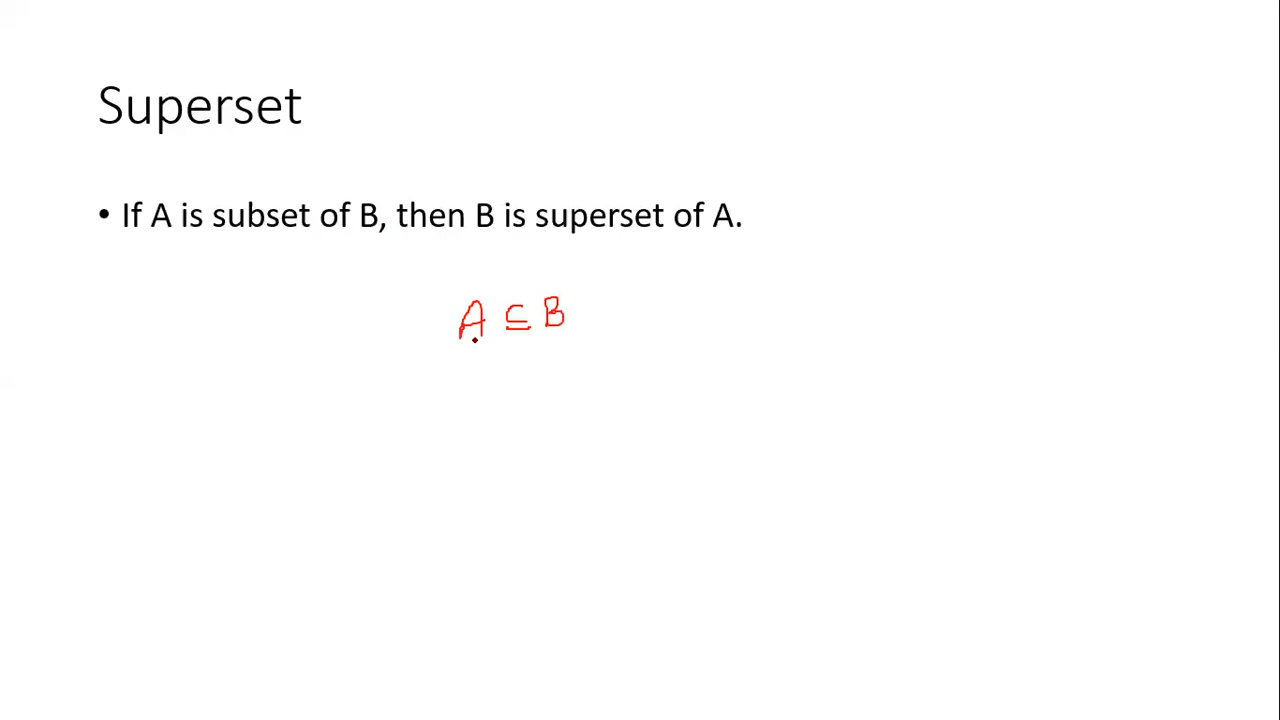 Superset
• If A is subset of B, then B is superset of A.
A ⊆ B